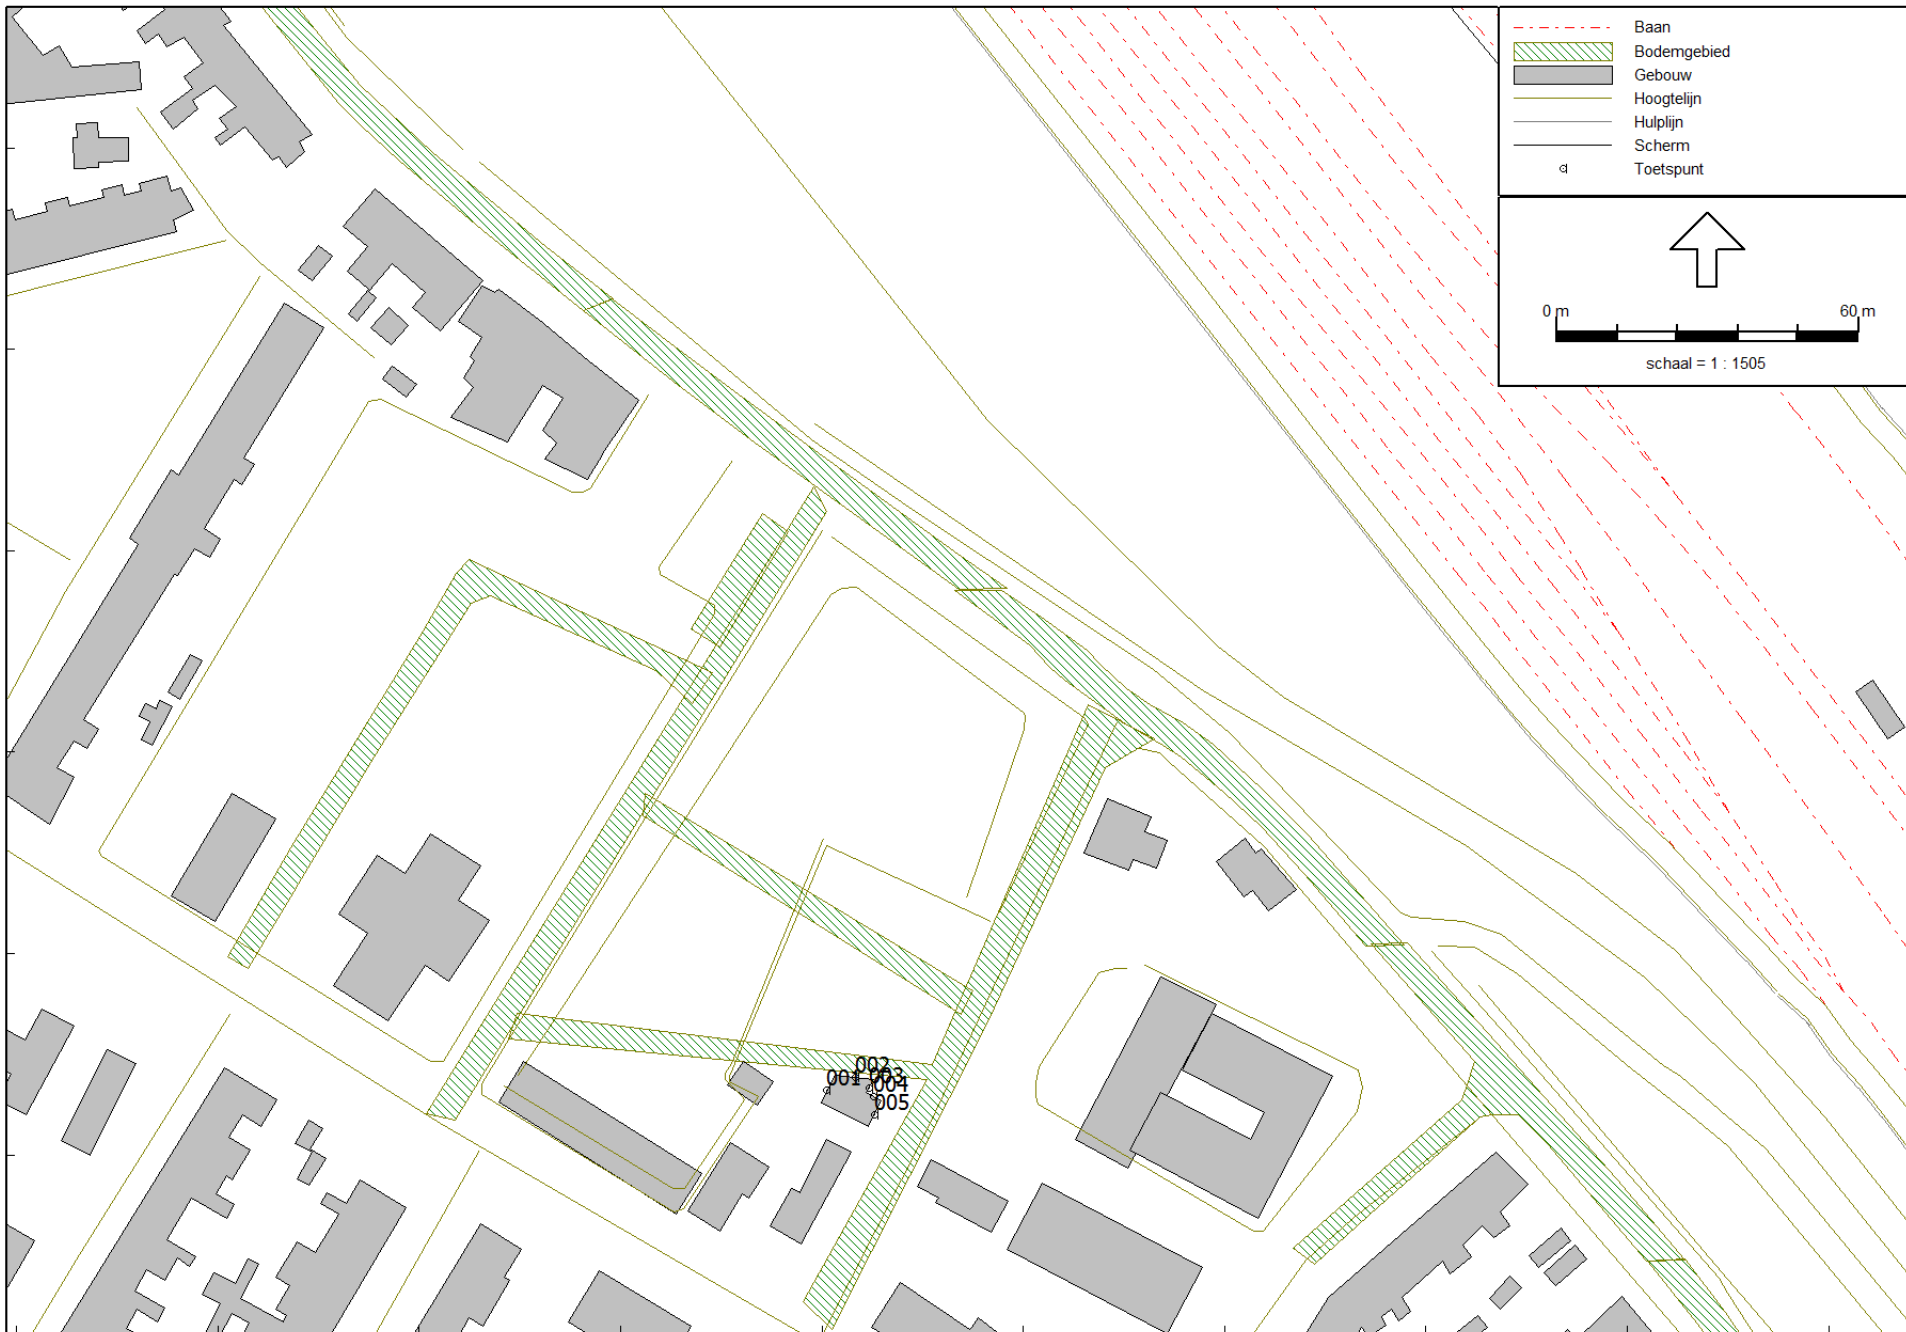 Baan
Bodemgebied
Gebouw
Hoogtelijn
Hulplijn
Scherm
Toetspunt
0 m 60 m
schaal = 1 : 1505
002
001 003
004
005